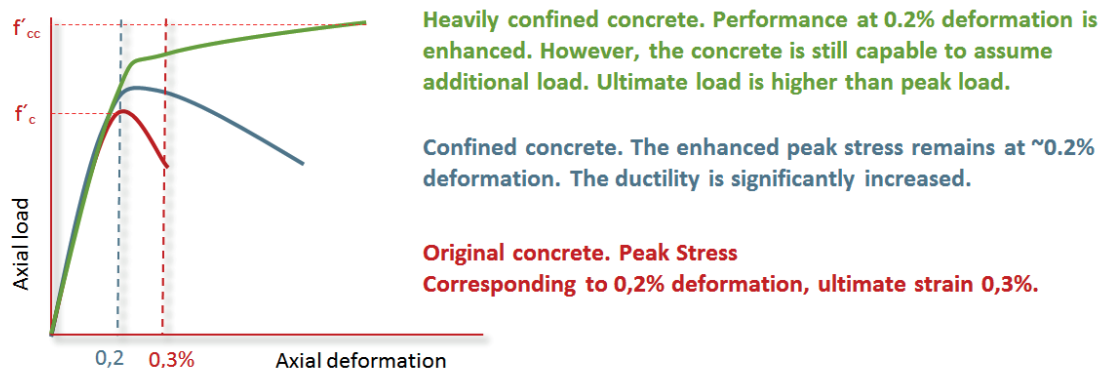 f´cc
f´c
Axial load
0,2
0,3%
Axial deformation
Heavily confined concrete. Performance at 0.2% deformation is
enhanced. However, the concrete is still capable to assume
additional load. Ultimate load is higher than peak load.
Confined concrete. The enhanced peak stress remains at ~0.2%
deformation. The ductility is significantly increased.
Original concrete. Peak Stress
Corresponding to 0,2% deformation, ultimate strain 0,3%.